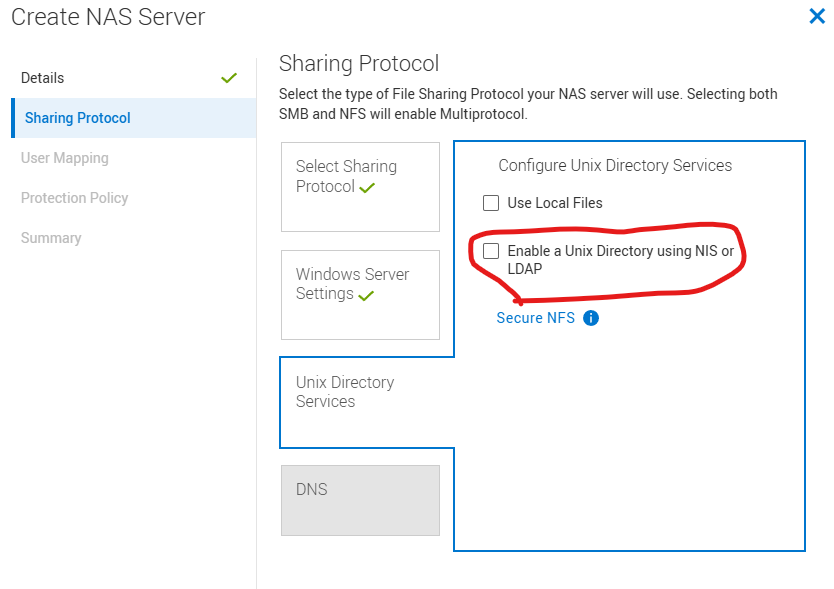 Create NAS Server
Details
Sharing Protocol
User Mapping
Protection Policy
Summary
Sharing Protocol
Select the type of File Sharing Protocol your NAS server will use. Selecting both
SMB and NFS will enable Multiprotocol.
Select Sharing
Protocol
Windows Server
Settings
Unix Directory
Services
DNS
Configure Unix Directory Services
Use Local Files
Enable a Unix Directory using NIS or
LDAP
Secure NFS